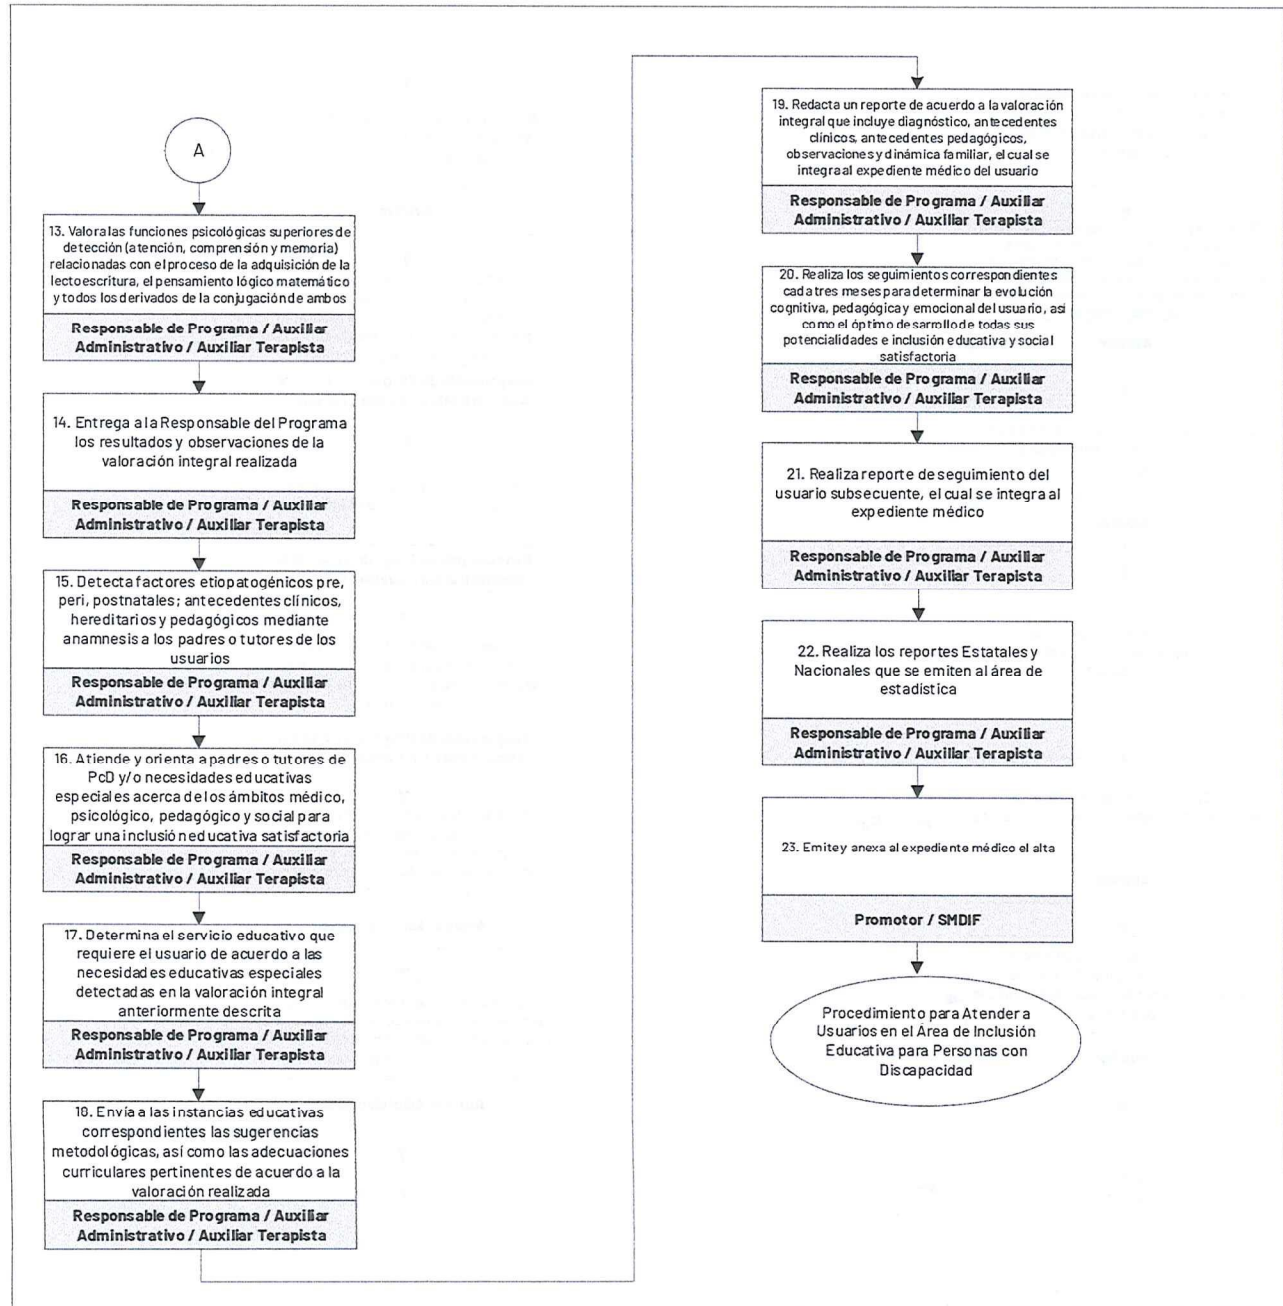 A
13. Valora las funciones psicológicas superiores de
detección (atención, comprensión y memoria)
relacionadas con el proceso de la adquisición de la
lectoescritura, el pensamiento lógico matemático
y todos los derivados de la conjugación de ambos
Responsable de Programa / Auxiliar
Administrativo / Auxiliar Terapista
14. Entrega a la Responsable del Programa
los resultados y observaciones de la
valoración integral realizada
Responsable de Programa / Auxiliar
Administrativo / Auxiliar Terapista
15. Detecta factores etiopatogénicos pre,
peri, postnatales; antecedentes clínicos,
hereditarios y pedagógicos mediante
anamnesis a los padres o tutores de los
usuarios
Responsable de Programa / Auxiliar
Administrativo / Auxiliar Terapista
16. Atiende y orienta a padres o tutores de
PcD y/o necesidades educativas
especiales acerca de los ámbitos médico,
psicológico, pedagógico y social para
lograr una inclusión educativa satisfactoria
Responsable de Programa / Auxiliar
Administrativo / Auxiliar Terapista
17. Determina el servicio educativo que
requiere el usuario de acuerdo a las
necesidades educativas especiales
detectadas en la valoración integral
anteriormente descrita
Responsable de Programa / Auxiliar
Administrativo / Auxiliar Terapista
18. Envía a las instancias educativas
correspondientes las sugerencias
metodológicas, así como las adecuaciones
curriculares pertinentes de acuerdo a la
valoración realizada
Responsable de Programa / Auxiliar
Administrativo / Auxiliar Terapista
19. Redacta un reporte de acuerdo a la valoración
integral que incluye diagnóstico, antecedentes
clínicos, antecedentes pedagógicos,
observaciones y dinámica familiar, el cual se
integra al expediente médico del usuario
Responsable de Programa / Auxiliar
Administrativo / Auxiliar Terapista
20. Realiza los seguimientos correspondientes
cada tres meses para determinar la evolución
cognitiva, pedagógica y emocional del usuario, así
como el óptimo desarrollo de todas sus
potencialidades e inclusión educativa y social
satisfactoria
Responsable de Programa / Auxiliar
Administrativo / Auxiliar Terapista
21. Realiza reporte de seguimiento del
usuario subsecuente, el cual se integra al
expediente médico
Responsable de Programa / Auxiliar
Administrativo / Auxiliar Terapista
22. Realiza los reportes Estatales y
Nacionales que se emiten al área de
estadística
Responsable de Programa / Auxiliar
Administrativo / Auxiliar Terapista
23. Emite y anexa al expediente médico el alta
Promotor / SMDIF
Procedimiento para Atender a
Usuarios en el Área de Inclusión
Educativa para Personas con
Discapacidad